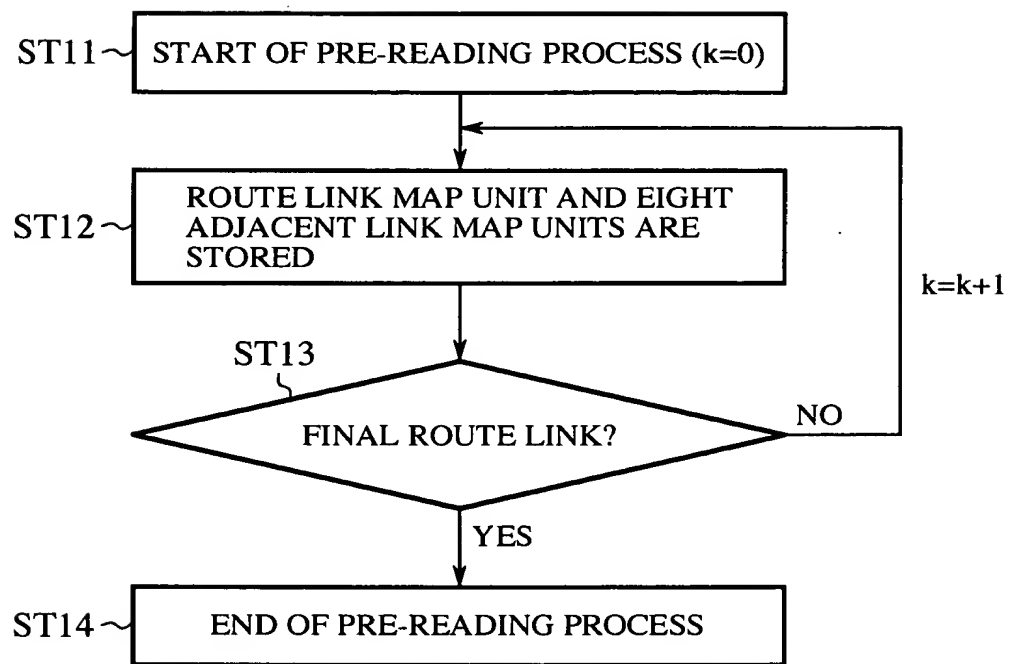 ST11
START OF PRE-READING PROCESS (k=0)
ST12
ROUTE LINK MAP UNIT AND EIGHT
ADJACENT LINK MAP UNITS ARE
STORED
k=k+1
ST13
FINAL ROUTE LINK?
NO
YES
ST14
END OF PRE-READING PROCESS